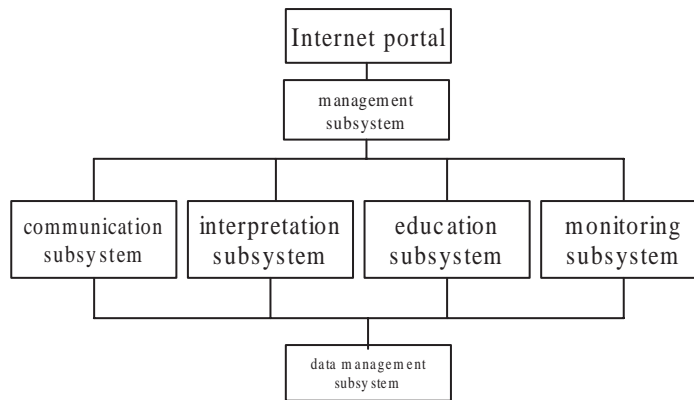 Internet portal
management
subsystem
communication
subsystem
interpretation
subsystem
education
subsystem
monitoring
subsystem
data management
subsystem